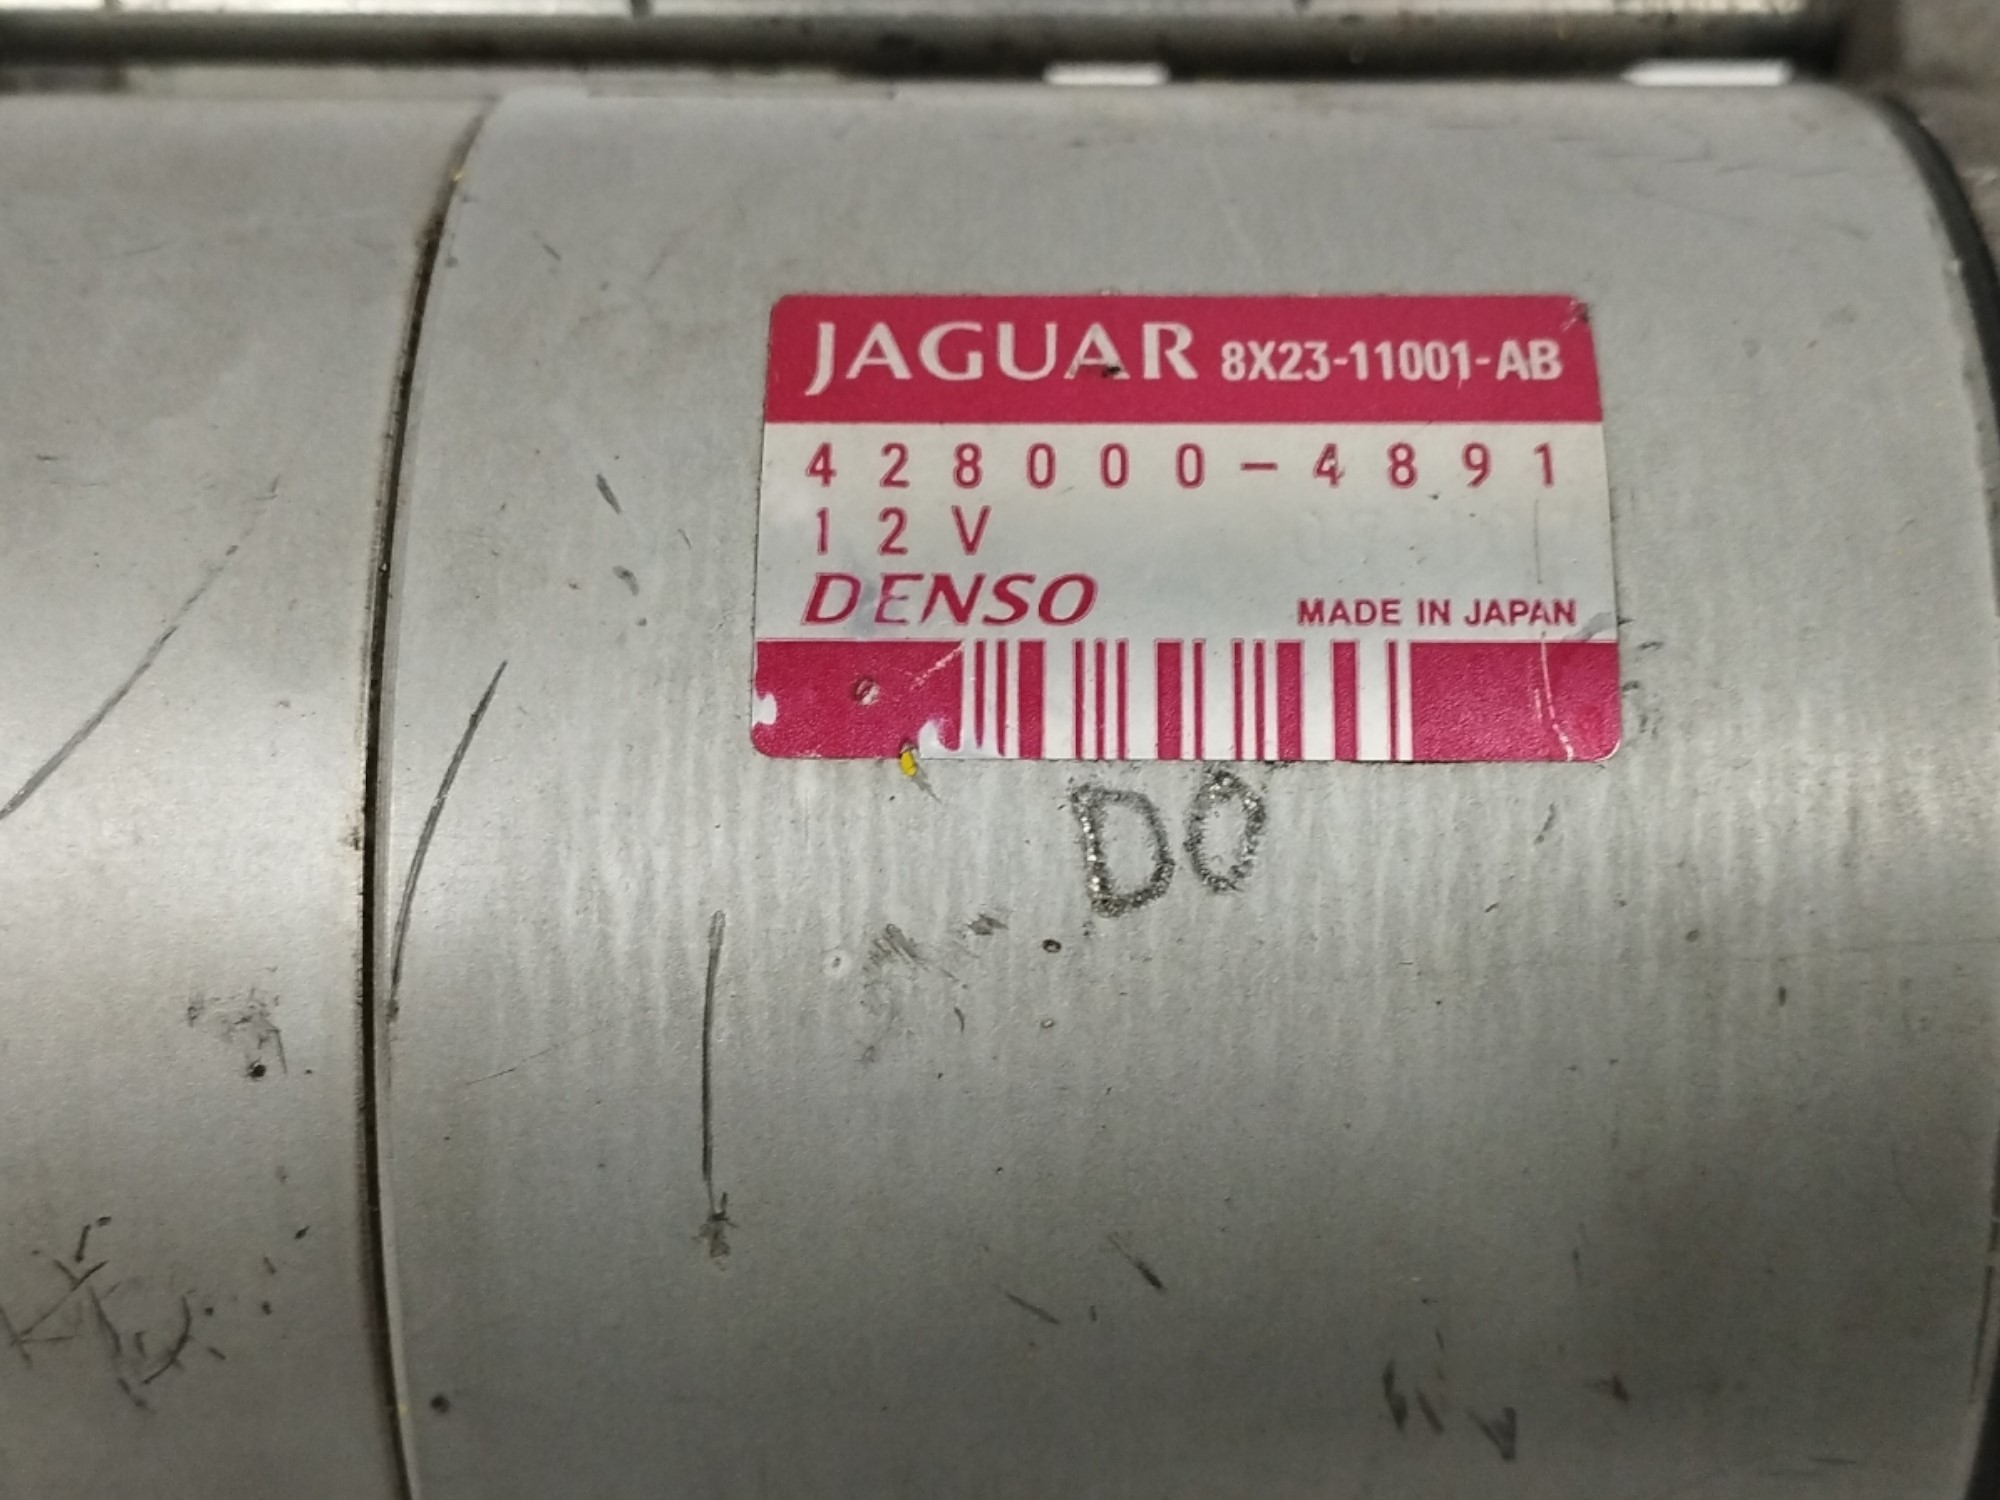 JAGUAR 8X23-11001-AB
428000-4891
12V
DENSO MADE IN JAPAN
DO